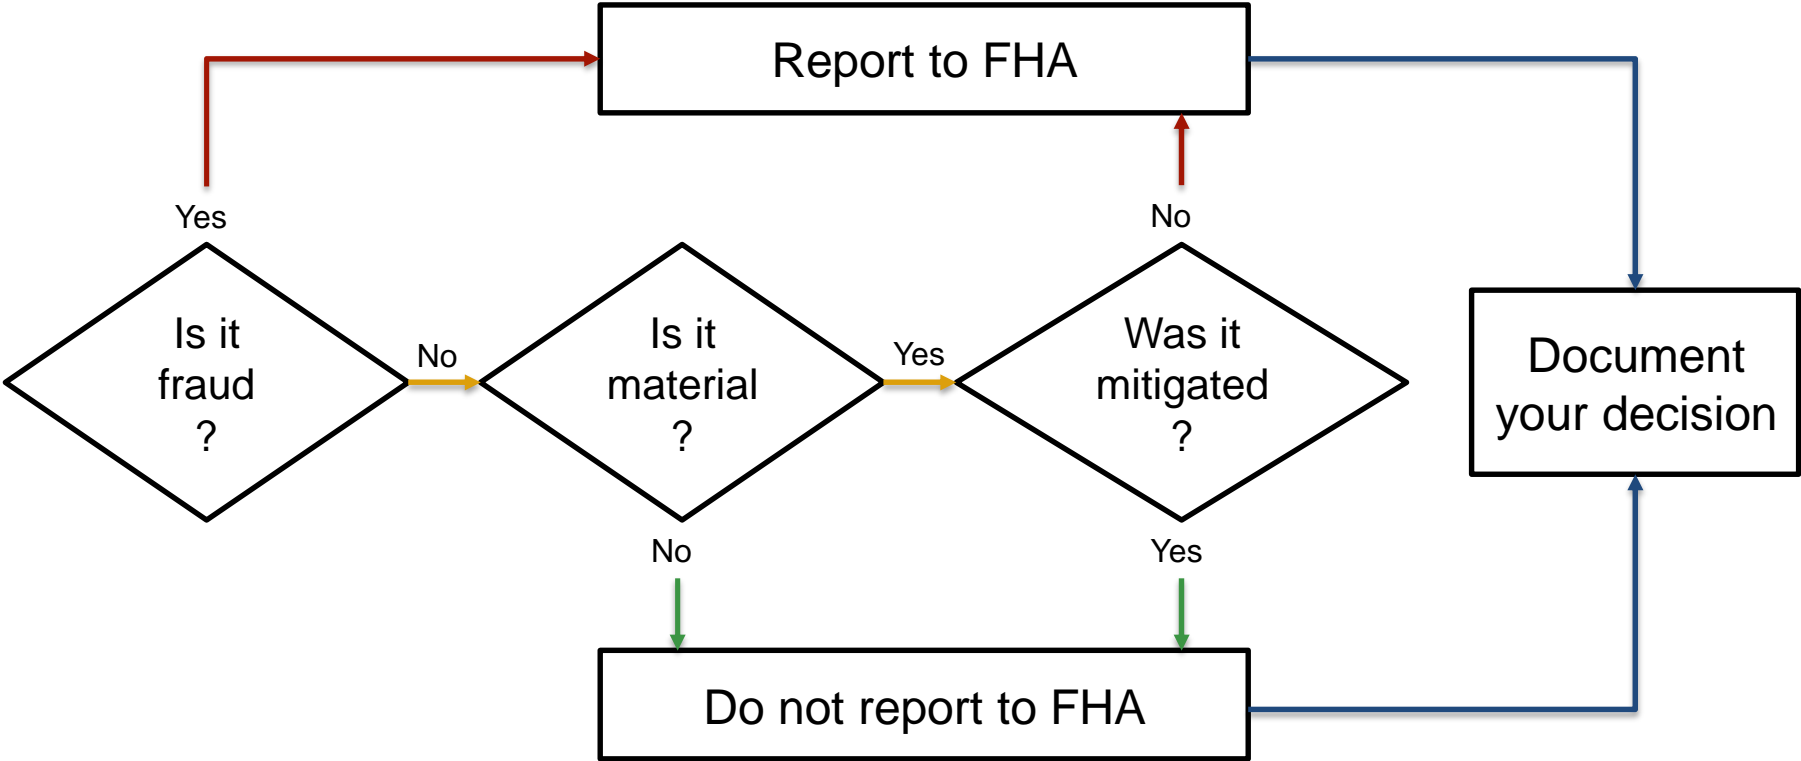 Report to FHA
Yes
No
Is it
fraud
?
No
Is it
material
?
Yes
Was it
mitigated
?
Document
your decision
No
Yes
Do not report to FHA